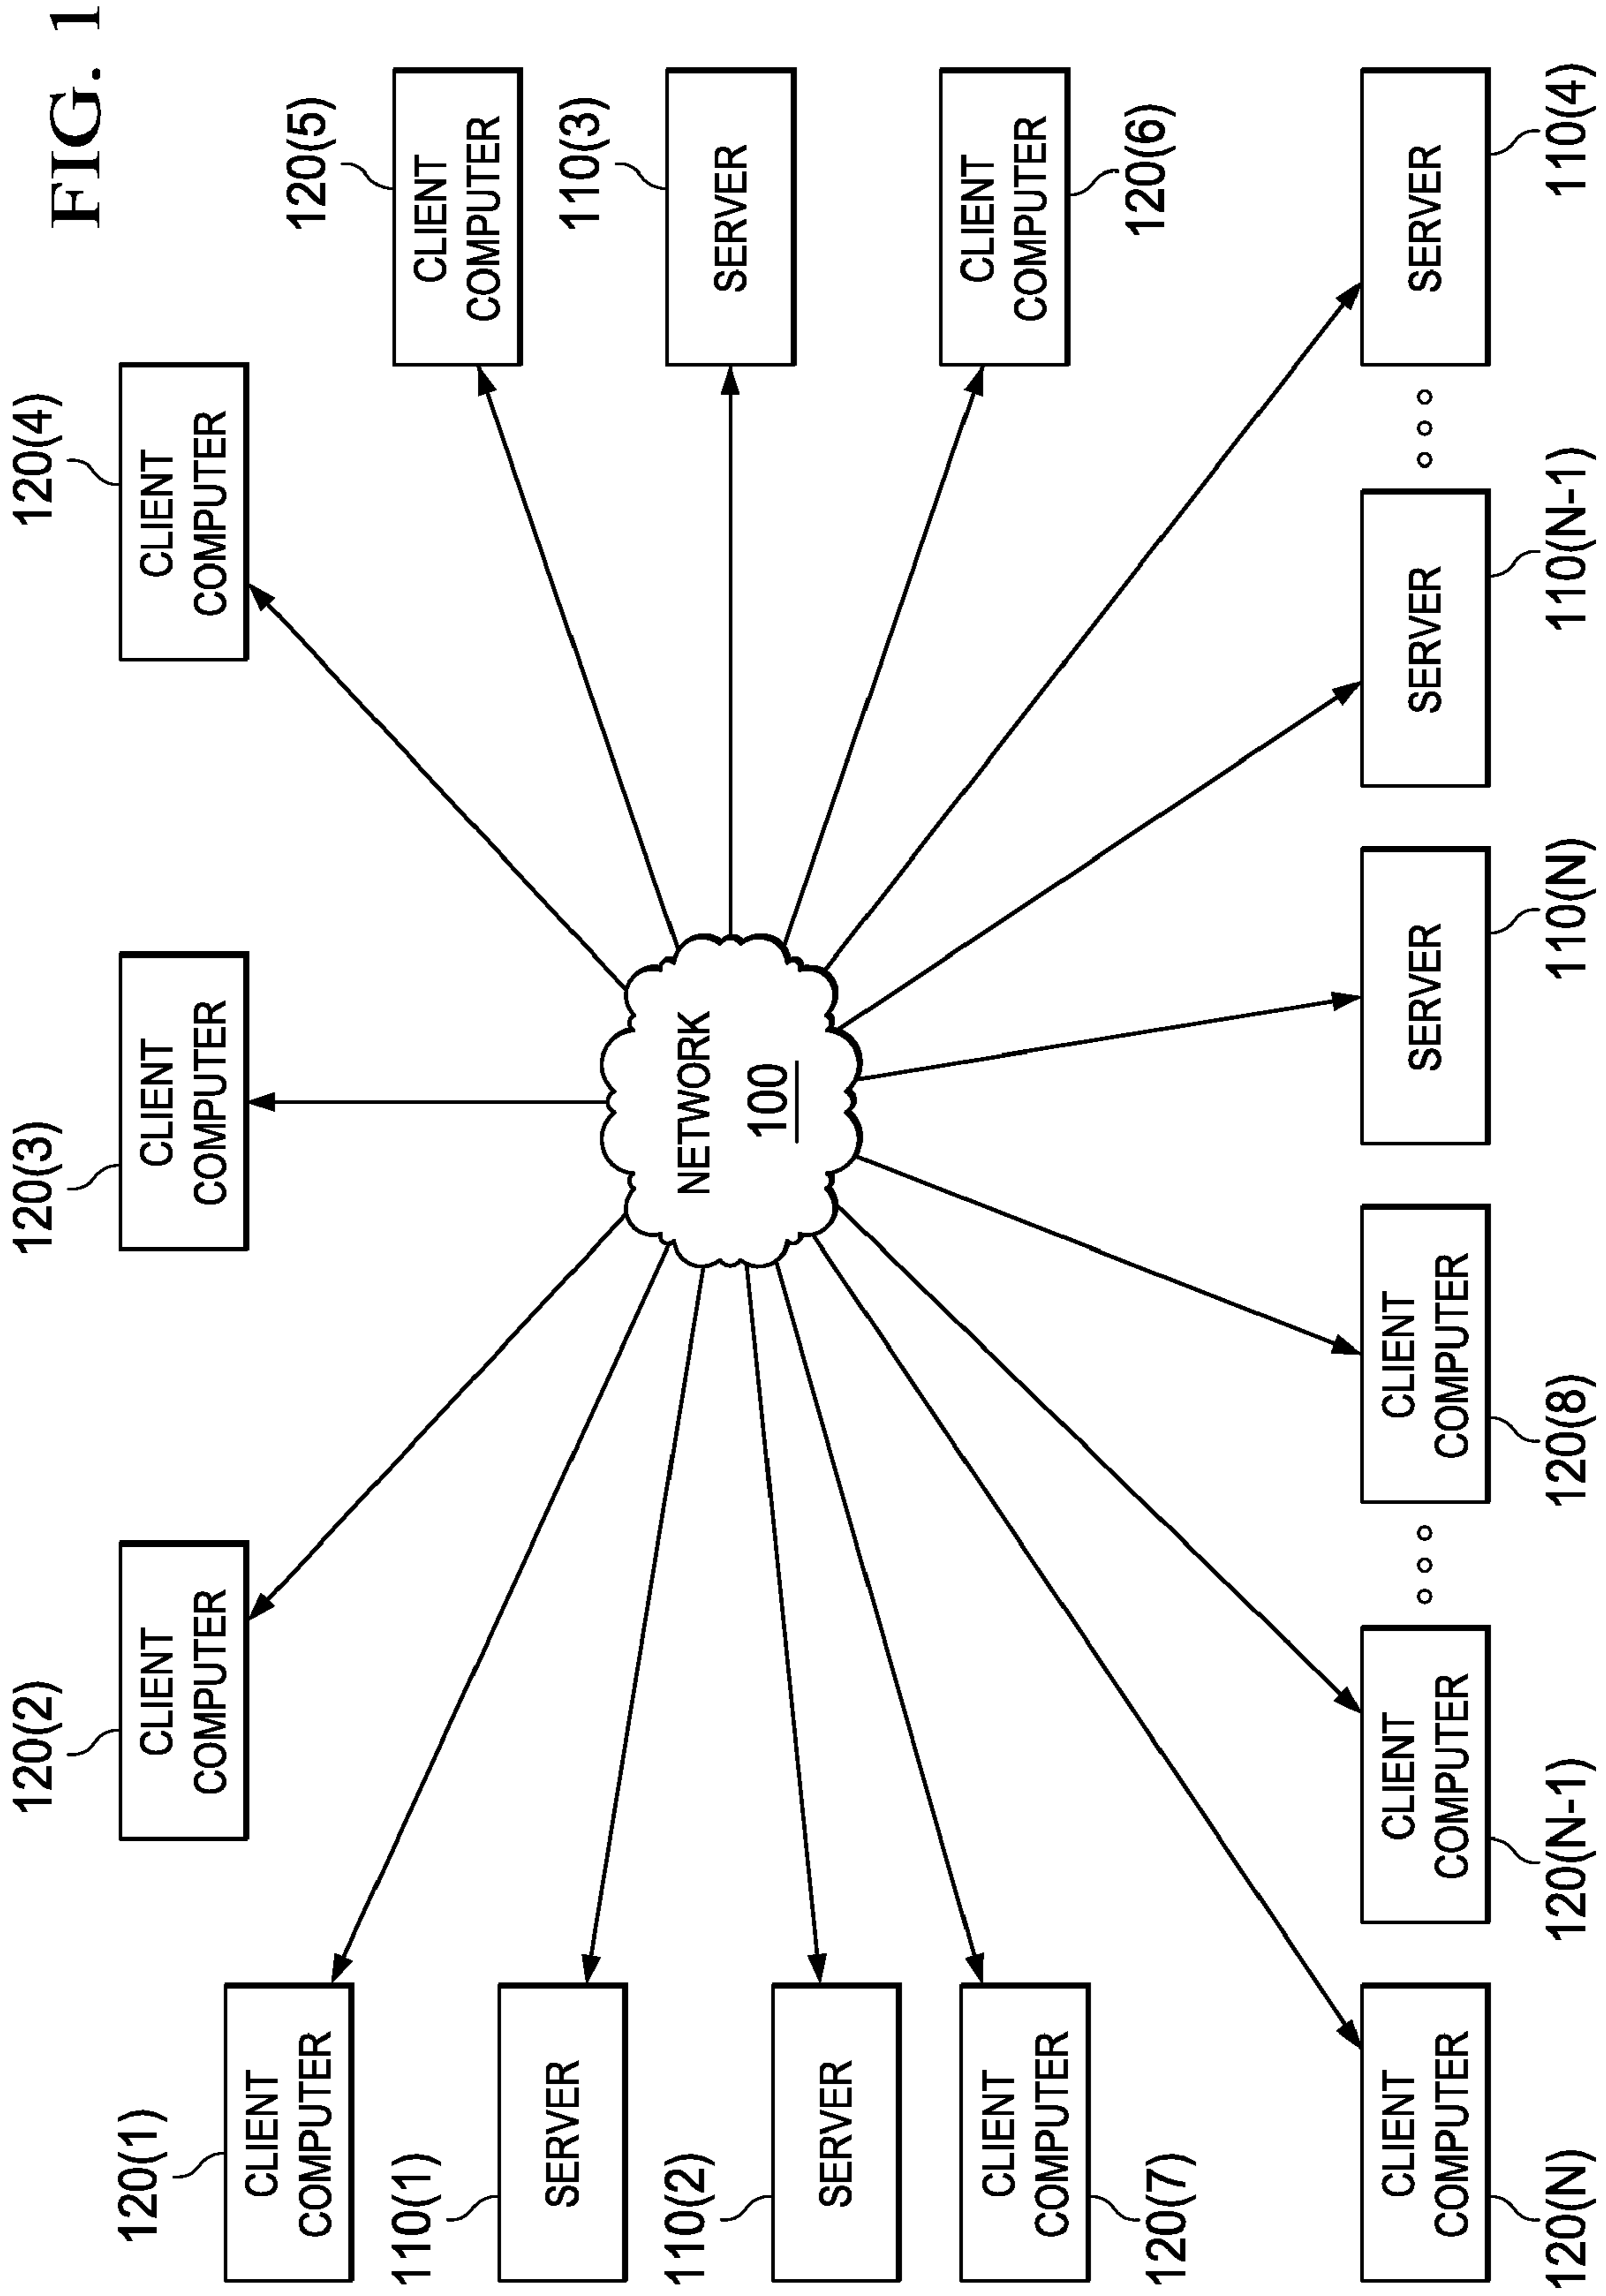 FIG. 1
120(2)
120(3)
120(4)
CLIENT
COMPUTER
CLIENT
COMPUTER
CLIENT
COMPUTER
120(1)
CLIENT
COMPUTER
120(5)
CLIENT
COMPUTER
110(1)
SERVER
NETWORK
100
110(3)
SERVER
110(2)
SERVER
CLIENT
COMPUTER
120(6)
CLIENT
COMPUTER
120(7)
CLIENT
COMPUTER
CLIENT
COMPUTER
CLIENT
COMPUTER
SERVER
SERVER
SERVER
120(N)
120(N-1)
120(8)
110(N)
110(N-1)
110(4)